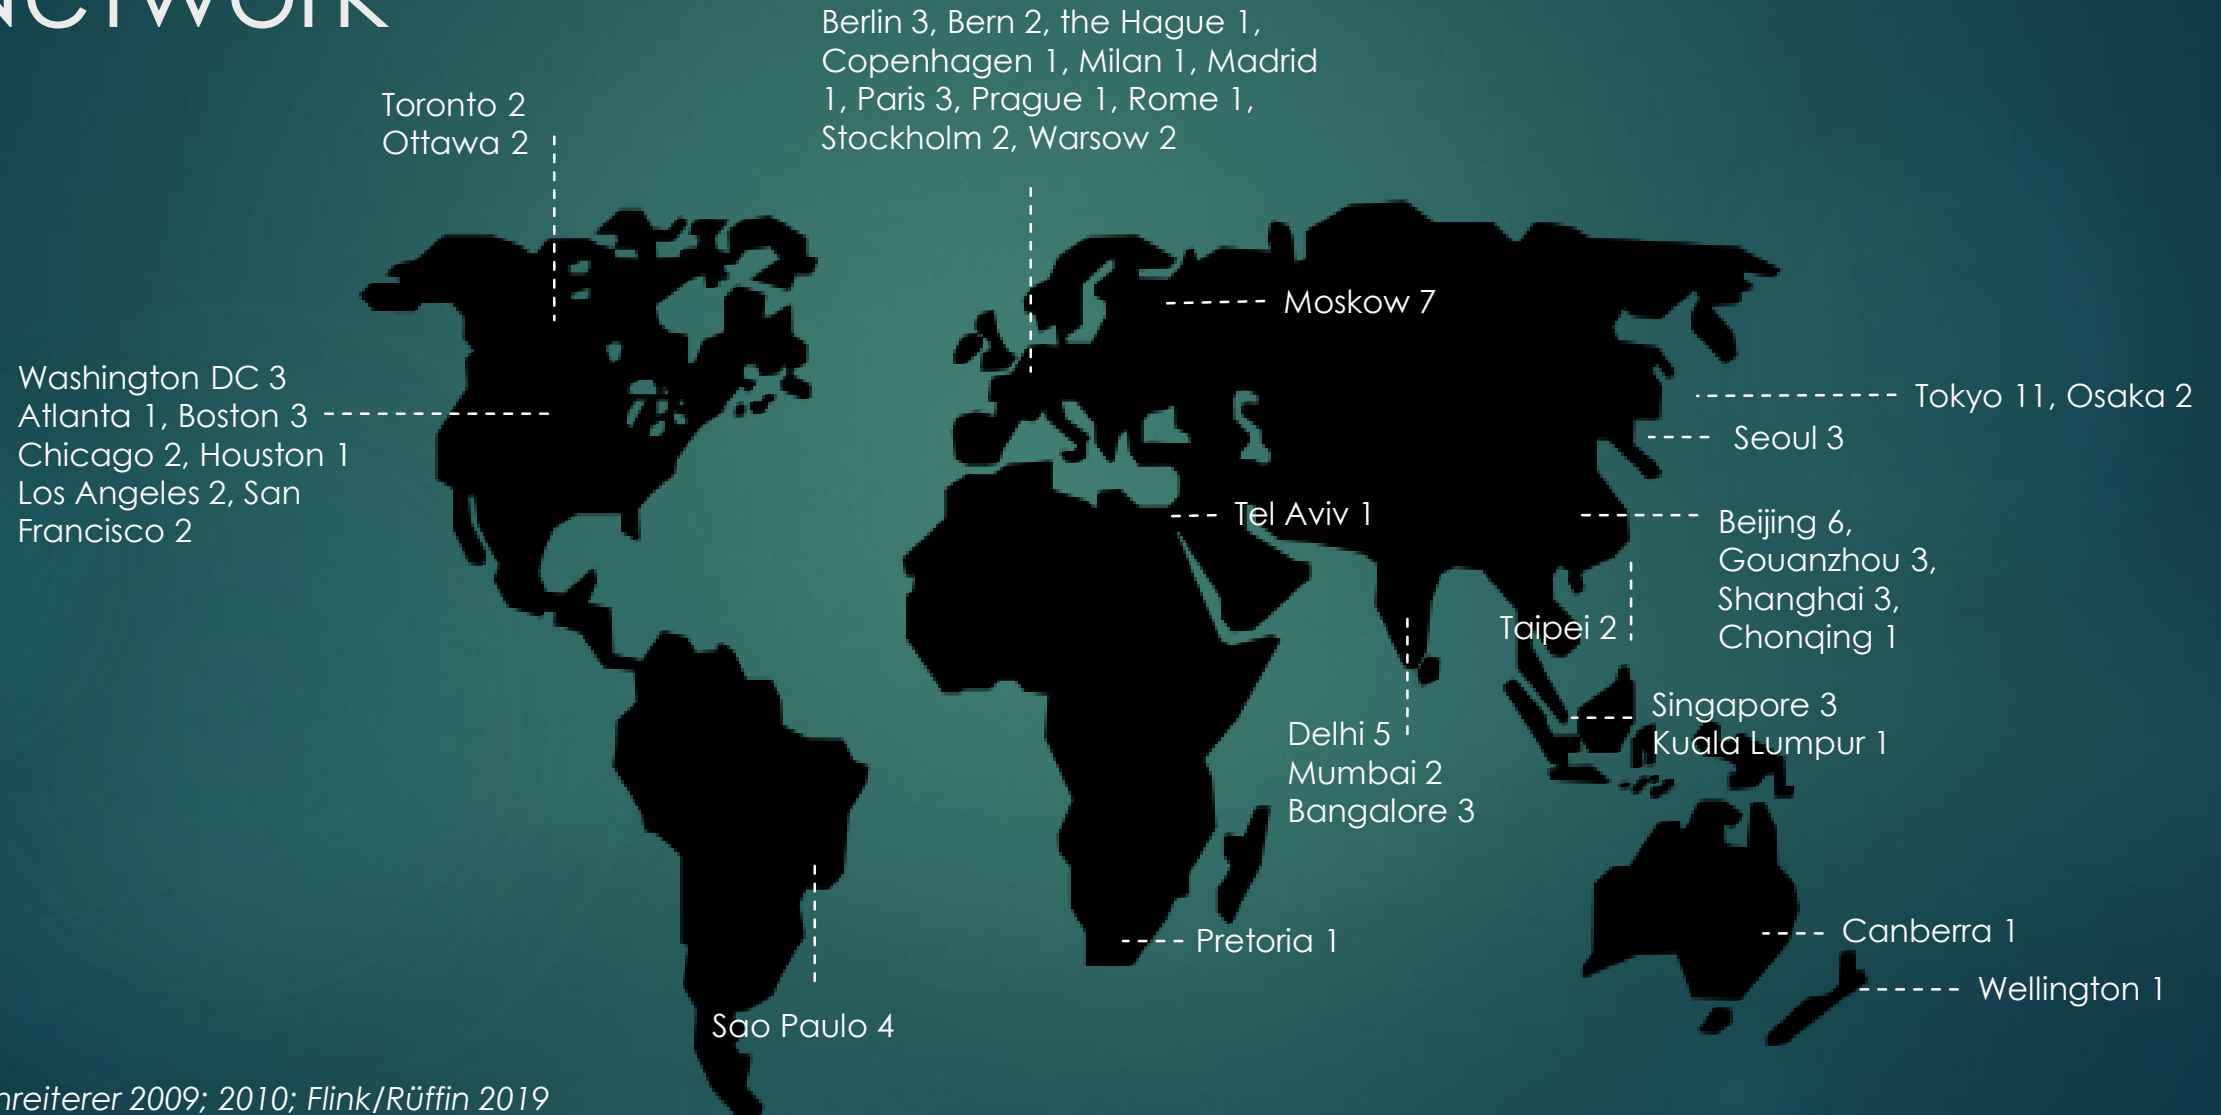 Network
Berlin 3, Bern 2, the Hague 1,
Copenhagen 1, Milan 1, Madrid
1, Paris 3, Prague 1, Rome 1,
Stockholm 2, Warsow 2
Toronto 2
Ottawa 2
Moskow 7
Washington DC 3
Atlanta 1, Boston 3
Chicago 2, Houston 1
Los Angeles 2, San
Francisco 2
Tokyo 11, Osaka 2
Seoul 3
Tel Aviv 1
Beijing 6,
Gouanzhou 3,
Shanghai 3,
Chonqing 1
Taipei 2
Singapore 3
Kuala Lumpur 1
Delhi 5
Mumbai 2
Bangalore 3
Pretoria 1
Canberra 1
Wellington 1
Sao Paulo 4
2009; 2010; Flink/Rüffin 2019